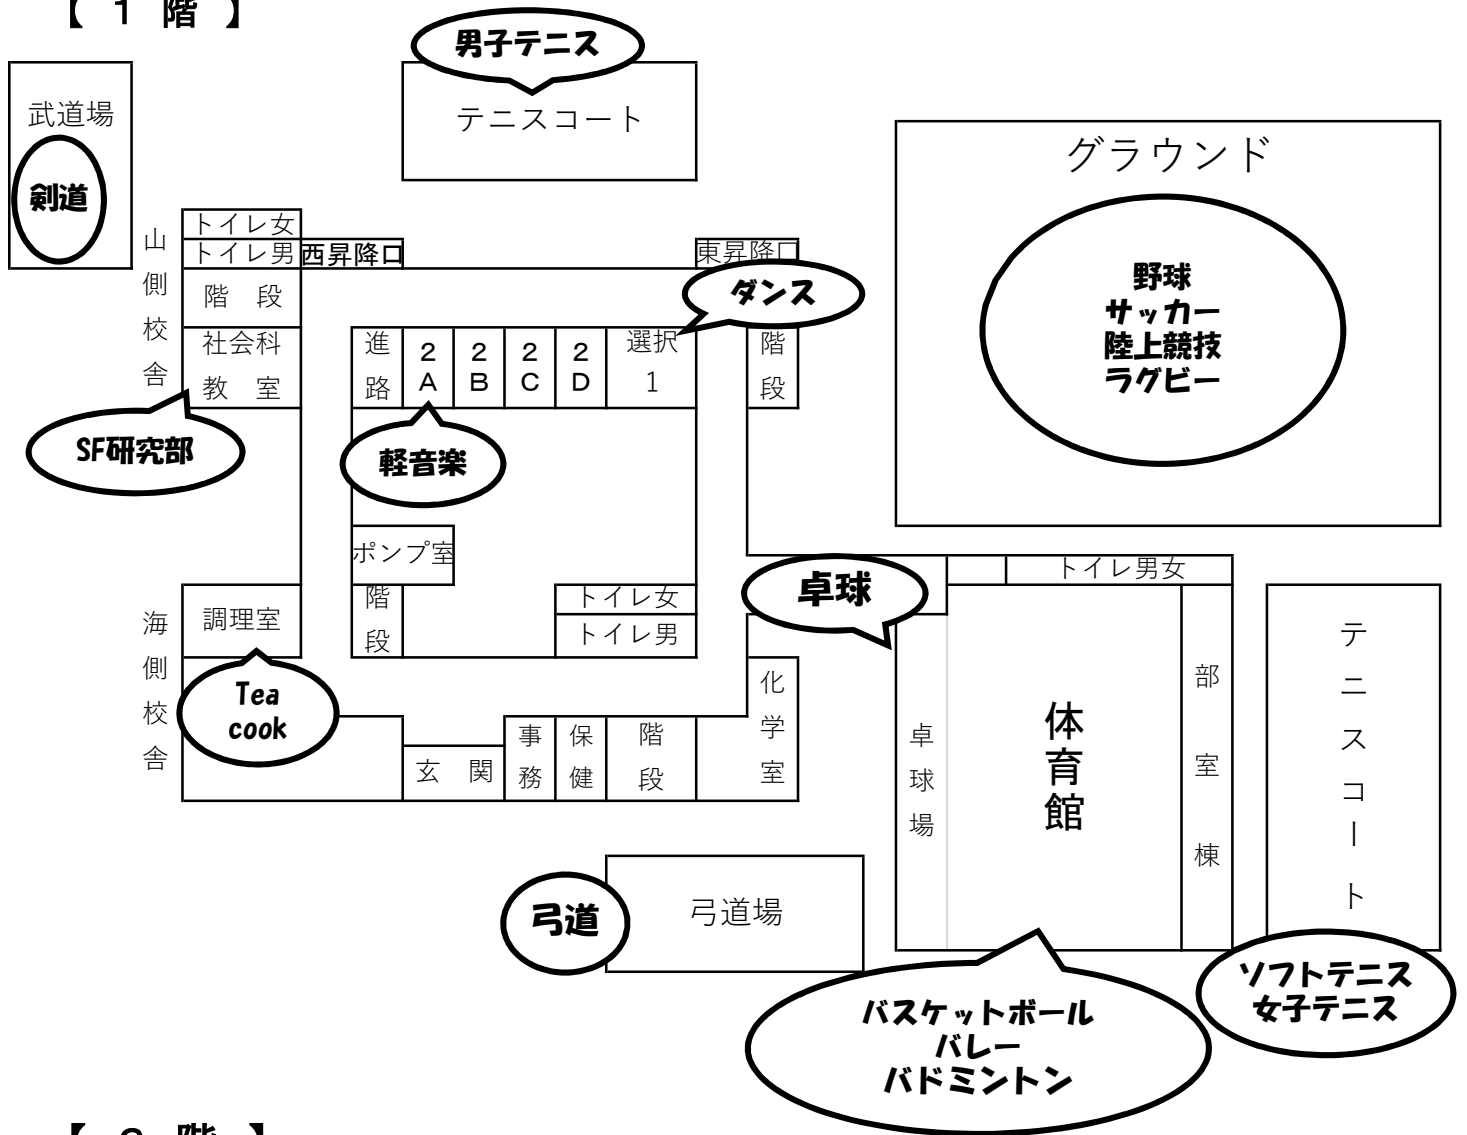 【 １ 階 】
男子テニス
テニスコート
武道場
剣道
グラウンド
野球
サッカー
陸上競技
ラグビー
山側校舎
トイレ女
トイレ男
西昇降口
東昇降口
階 段
ダンス
社会科
教 室
進路
２A
２B
２C
２D
選択
1
階段
SF研究部
軽音楽
ポンプ室
卓球
トイレ男女
海側校舎
調理室
階段
トイレ女
トイレ男
Tea
cook
化学室
玄 関
事務
保健
階段
卓球場
体育館
部室棟
テニスコート
弓道
弓道場
バスケットボール
バレー
バドミントン
ソフトテニス
女子テニス